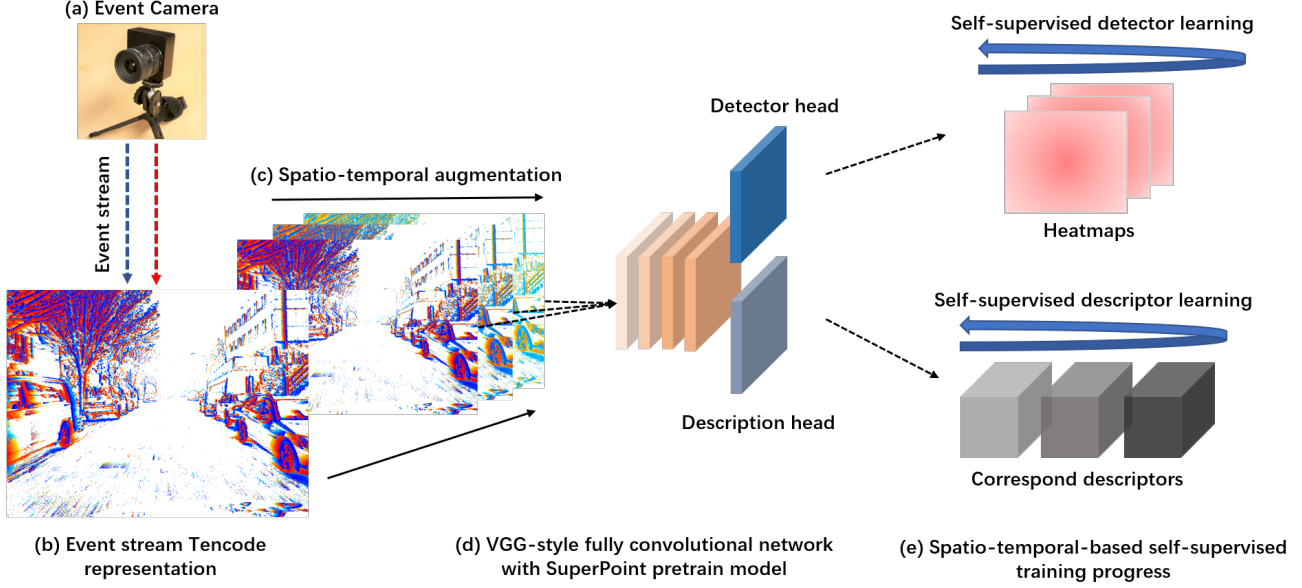 (a) Event Camera
Event stream
(b) Event stream Tencode
representation
(c) Spatio-temporal augmentation
Detector head
Description head
(d) VGG-style fully convolutional network
with SuperPoint pretrain model
Self-supervised detector learning
Heatmaps
Self-supervised descriptor learning
Correspond descriptors
(e) Spatio-temporal-based self-supervised
training progress